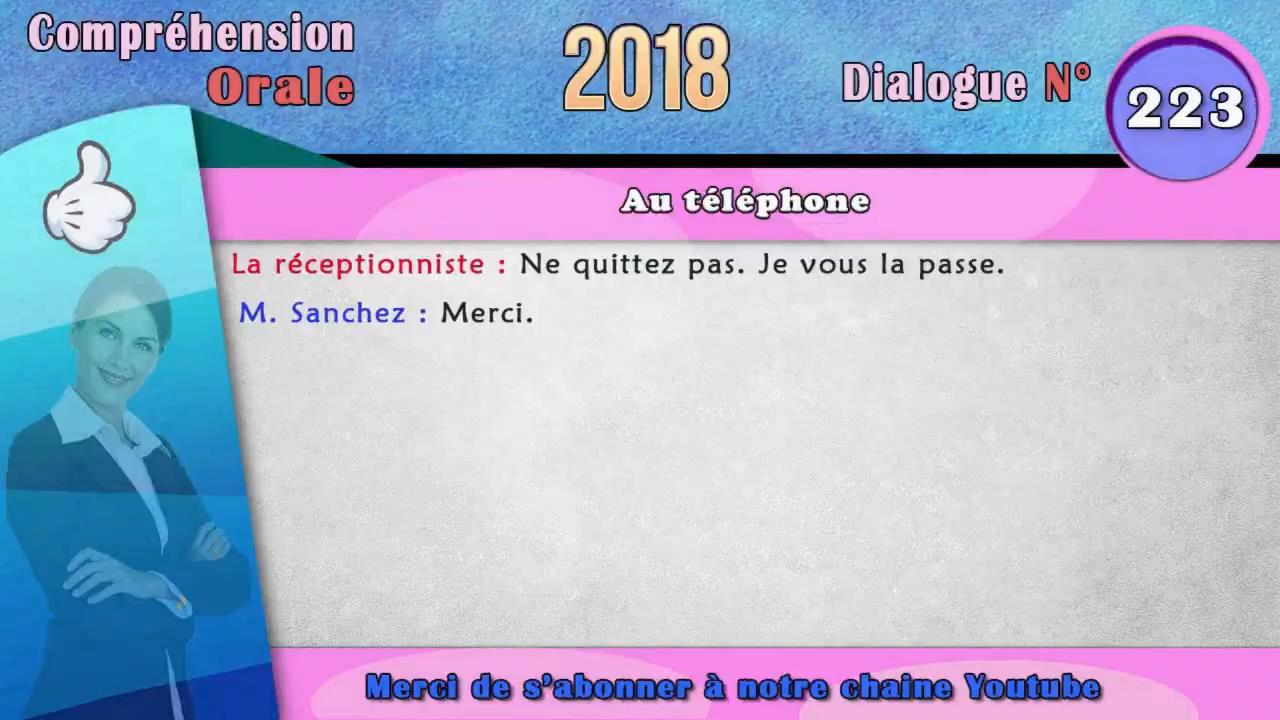 Compréhension
Orale
2018
Dialogue N°
223
Au téléphone
La réceptionniste : Ne quittez pas. Je vous la passe.
M. Sanchez : Merci.
Merci de s'abonner à notre chaine Youtube